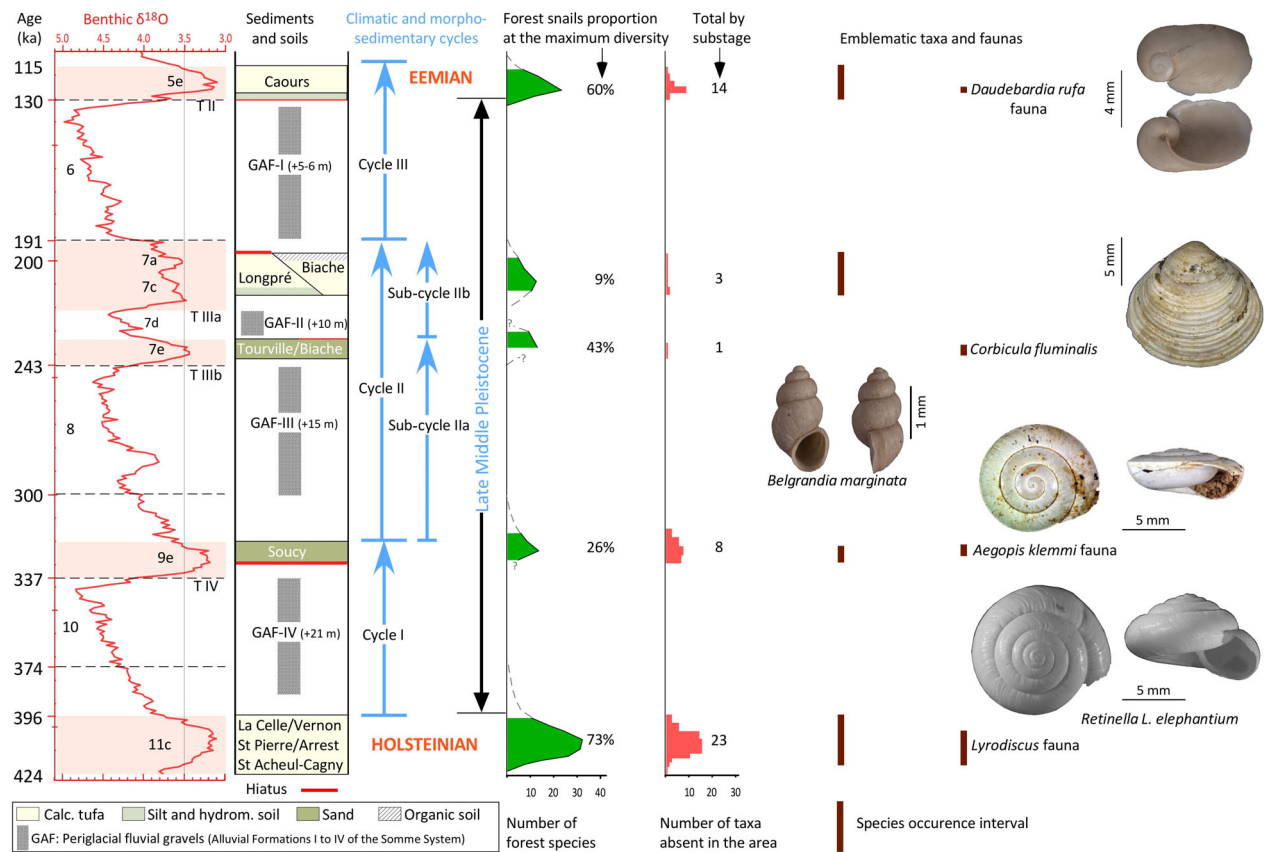 Age
(ka)
Benthic δ18O
5.0 4.5 4.0 3.5 3.0
Sediments
and soils
Climatic and morpho-
sedimentary cycles
Forest snails proportion
at the maximum diversity
Total by
substage
Emblematic taxa and faunas
115
5e
Caours
EEMIAN
60%
14
Daudebardia rufa
fauna
4 mm
130
T II
6
GAF-I (+5-6 m)
Cycle III
191
200
7a
7c
Longpré
Biache
Sub-cycle IIb
9%
3
5 mm
T IIIa
7d
GAF-II (+10 m)
?
7e
Tourville/Biache
43%
1
Corbicula fluminalis
-?
243
T IIIb
8
GAF-III (+15 m)
Cycle II
Sub-cycle IIa
Late Middle Pleistocene
1 mm
Belgrandia marginata
5 mm
300
9e
Soucy
26%
8
Aegopis klemmi fauna
?
337
T IV
10
GAF-IV (+21 m)
Cycle I
374
5 mm
Retinella L. elephantium
396
11c
La Celle/Vernon
St Pierre/Arrest
St Acheul-Cagny
HOLSTEINIAN
73%
23
Lyrodiscus fauna
424
Hiatus
0 10 20 30 40
0 10 20 30
Calc. tufa
Silt and hydrom. soil
Sand
Organic soil
GAF: Periglacial fluvial gravels (Alluvial Formations I to IV of the Somme System)
Number of
forest species
Number of taxa
absent in the area
Species occurence interval